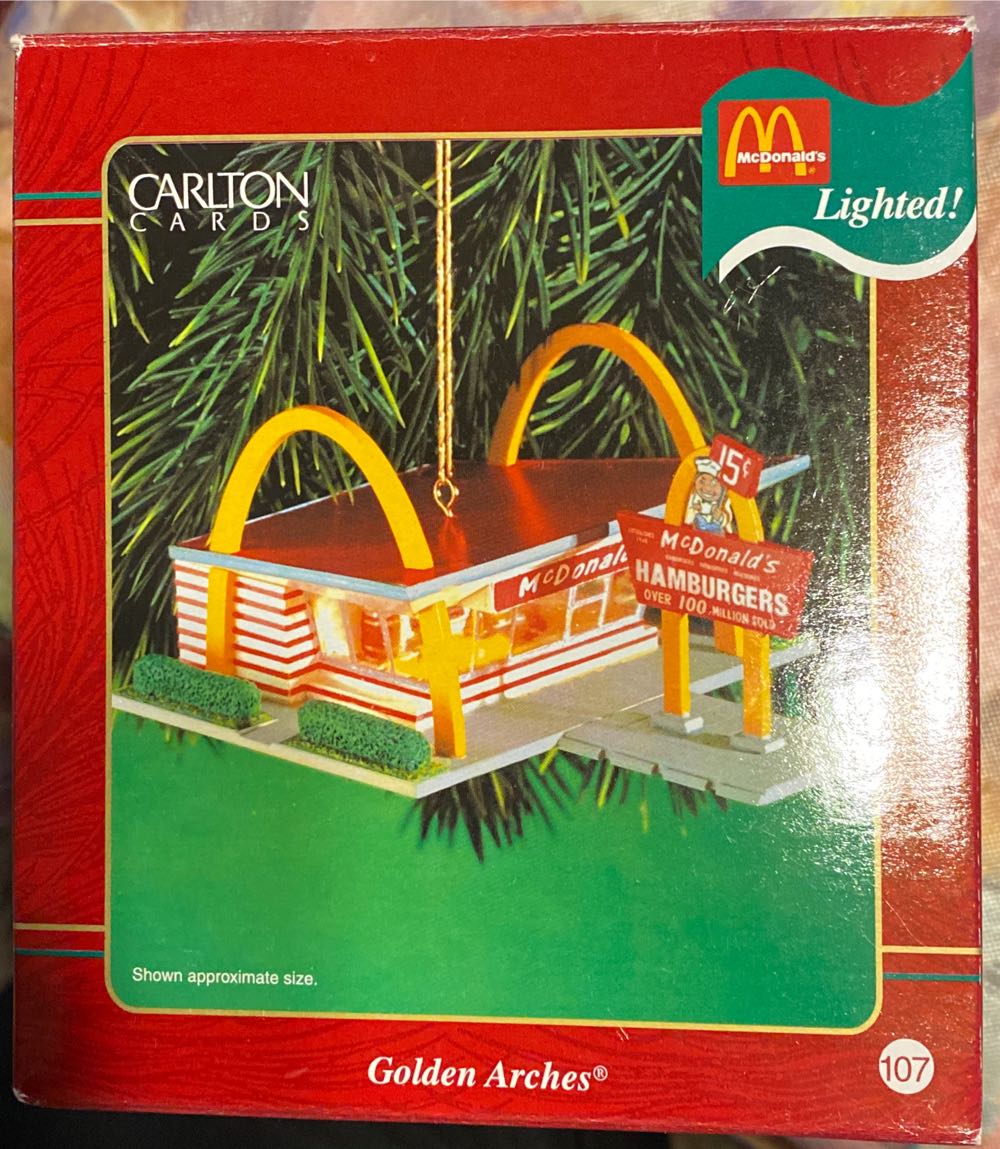 McDonald's®
Lighted!
CARLTON
CARDS
15¢
McDonald's
McDonald's
HAMBURGERS
OVER 100 MILLION SOLD
Shown approximate size.
Golden Arches®
107